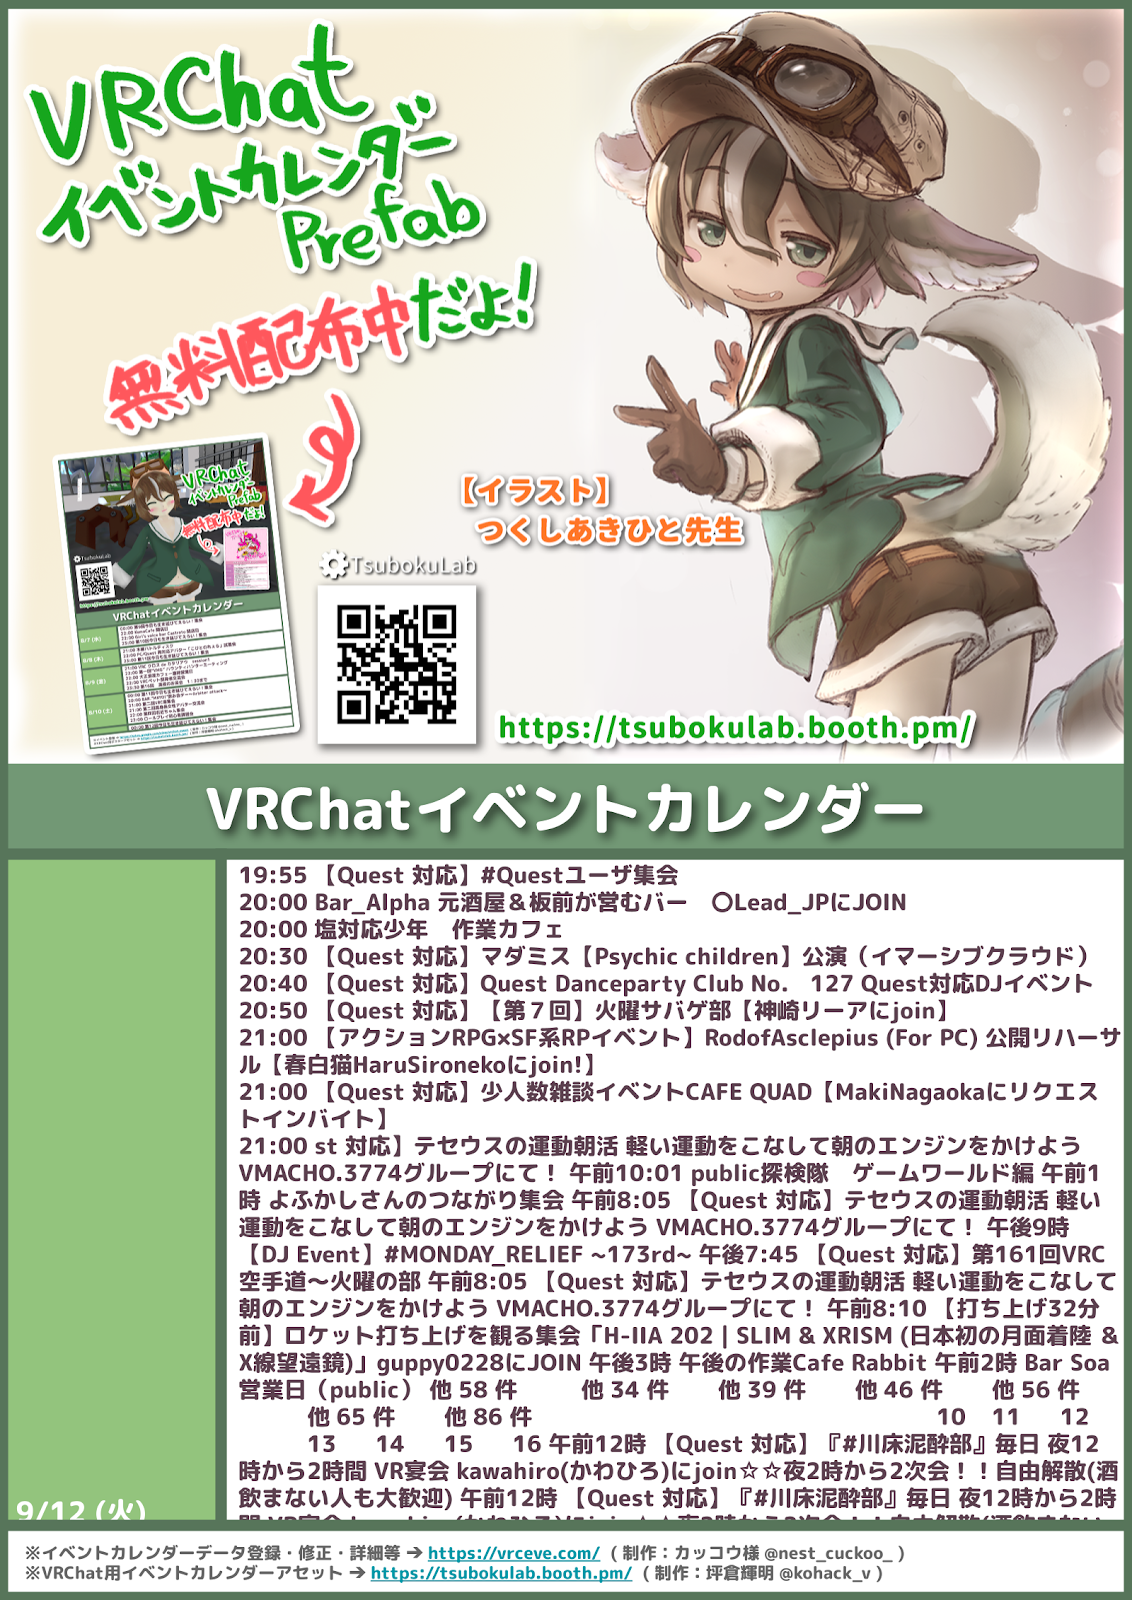 VRChat
イベントカレンダー
Prefab
無料配布中だよ!
【イラスト】
つくしあきひと先生
VRChat
イベントカレンダー
Prefab
無料配布中だよ!
TsubokuLab
VRChatイベントカレンダー
TsubokuLab
https://tsubokulab.booth.pm/
VRChatイベントカレンダー
19:55 【Quest 対応】#Questユーザ集会
20:00 Bar_Alpha 元酒屋＆板前が営むバー　〇Lead_JPにJOIN
20:00 塩対応少年　作業カフェ
20:30 【Quest 対応】マダミス【Psychic children】公演（イマーシブクラウド）
20:40 【Quest 対応】Quest Danceparty Club No.　127 Quest対応DJイベント
20:50 【Quest 対応】【第７回】火曜サバゲ部【神崎リーアにjoin】
21:00 【アクションRPG×SF系RPイベント】RodofAsclepius (For PC) 公開リハーサ
ル【春白猫HaruSironekoにjoin!】
21:00 【Quest 対応】少人数雑談イベントCAFE QUAD【MakiNagaokaにリクエス
トインバイト】
21:00 st 対応】テセウスの運動朝活 軽い運動をこなして朝のエンジンをかけよう
VMACHO.3774グループにて！ 午前10:01 public探検隊　ゲームワールド編 午前1
時 よふかしさんのつながり集会 午前8:05 【Quest 対応】テセウスの運動朝活 軽い
運動をこなして朝のエンジンをかけよう VMACHO.3774グループにて！ 午後9時
【DJ Event】#MONDAY_RELIEF ~173rd~ 午後7:45 【Quest 対応】第161回VRC
空手道～火曜の部 午前8:05 【Quest 対応】テセウスの運動朝活 軽い運動をこなして
朝のエンジンをかけよう VMACHO.3774グループにて！ 午前8:10 【打ち上げ32分
前】ロケット打ち上げを観る集会「H-IIA 202 | SLIM & XRISM (日本初の月面着陸 ＆
X線望遠鏡)」guppy0228にJOIN 午後3時 午後の作業Cafe Rabbit 午前2時 Bar Soa
営業日（public） 他 58 件 他 34 件 他 39 件 他 46 件 他 56 件
他 65 件 他 86 件 10 11 12
13 14 15 16 午前12時 【Quest 対応】『#川床泥酔部』毎日 夜12
時から2時間 VR宴会 kawahiro(かわひろ)にjoin☆☆夜2時から2次会！！自由解散(酒
飲まない人も大歓迎) 午前12時 【Quest 対応】『#川床泥酔部』毎日 夜12時から2時
9/12 (火)
※イベントカレンダーデータ登録・修正・詳細等 ➔ https://vrceve.com/ （ 制作：カッコウ様 @nest_cuckoo_ ）
※VRChat用イベントカレンダーアセット ➔ https://tsubokulab.booth.pm/ （ 制作：坪倉輝明 @kohack_v ）